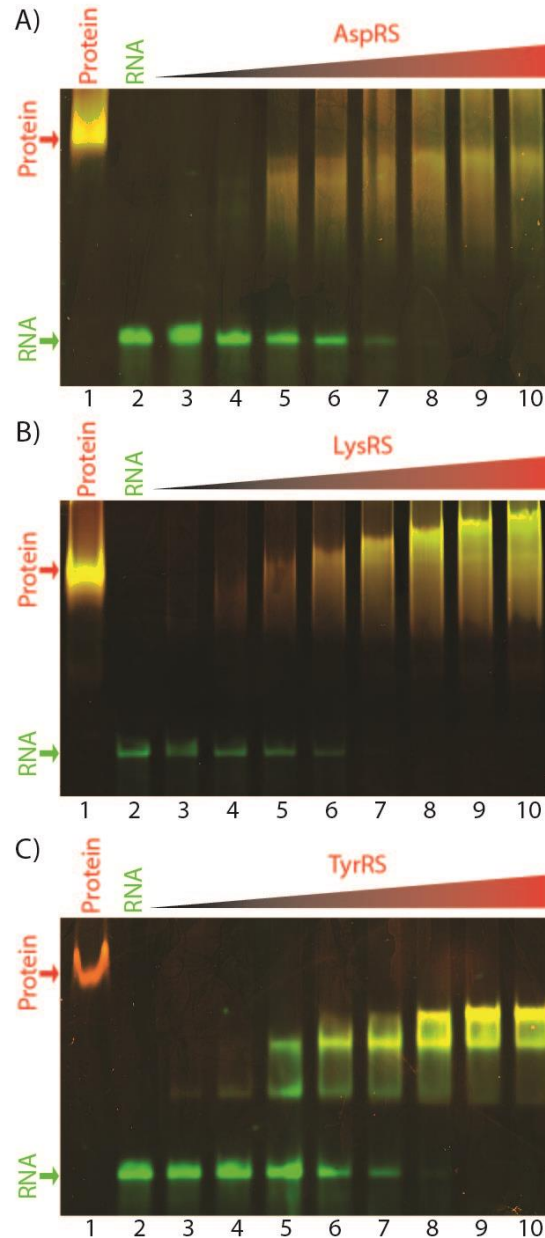 A)
Protein
RNA
AspRS
Protein
RNA
1 2 3 4 5 6 7 8 9 10
B)
Protein
RNA
LysRS
Protein
RNA
1 2 3 4 5 6 7 8 9 10
C)
Protein
RNA
TyrRS
Protein
RNA
1 2 3 4 5 6 7 8 9 10